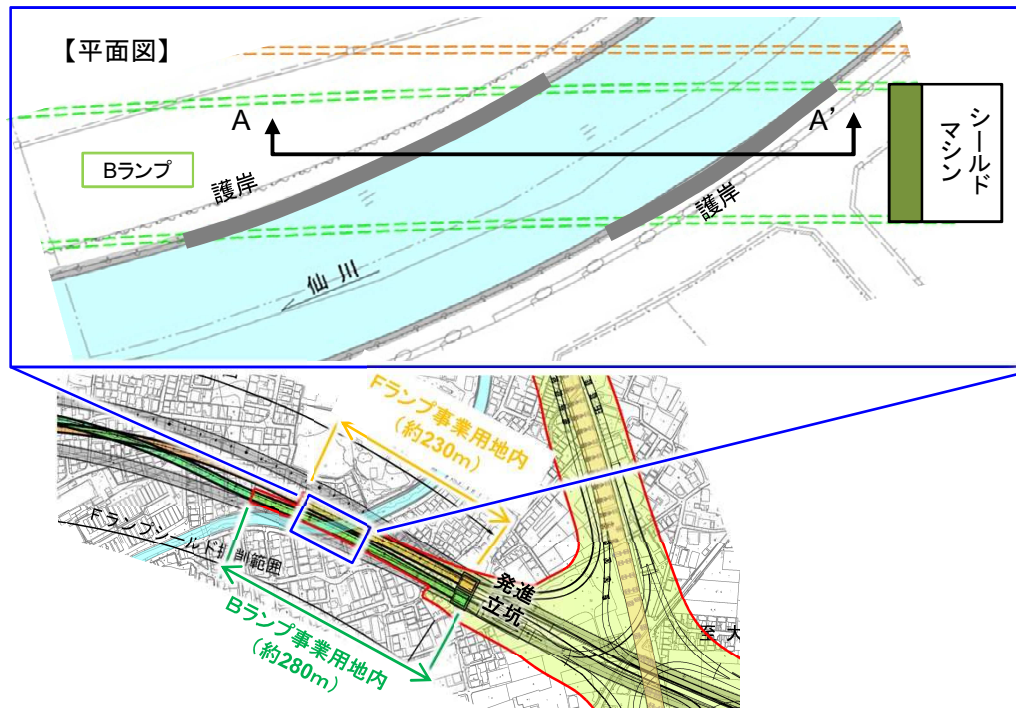 【平面図】
A
A'
Bランプ
護岸
護岸
仙川
シールド
マシン
Fランプ事業用地内
(約230m)
Fランプシールド掘削範囲
発進
立坑
Bランプ事業用地内
(約280m)
至 大